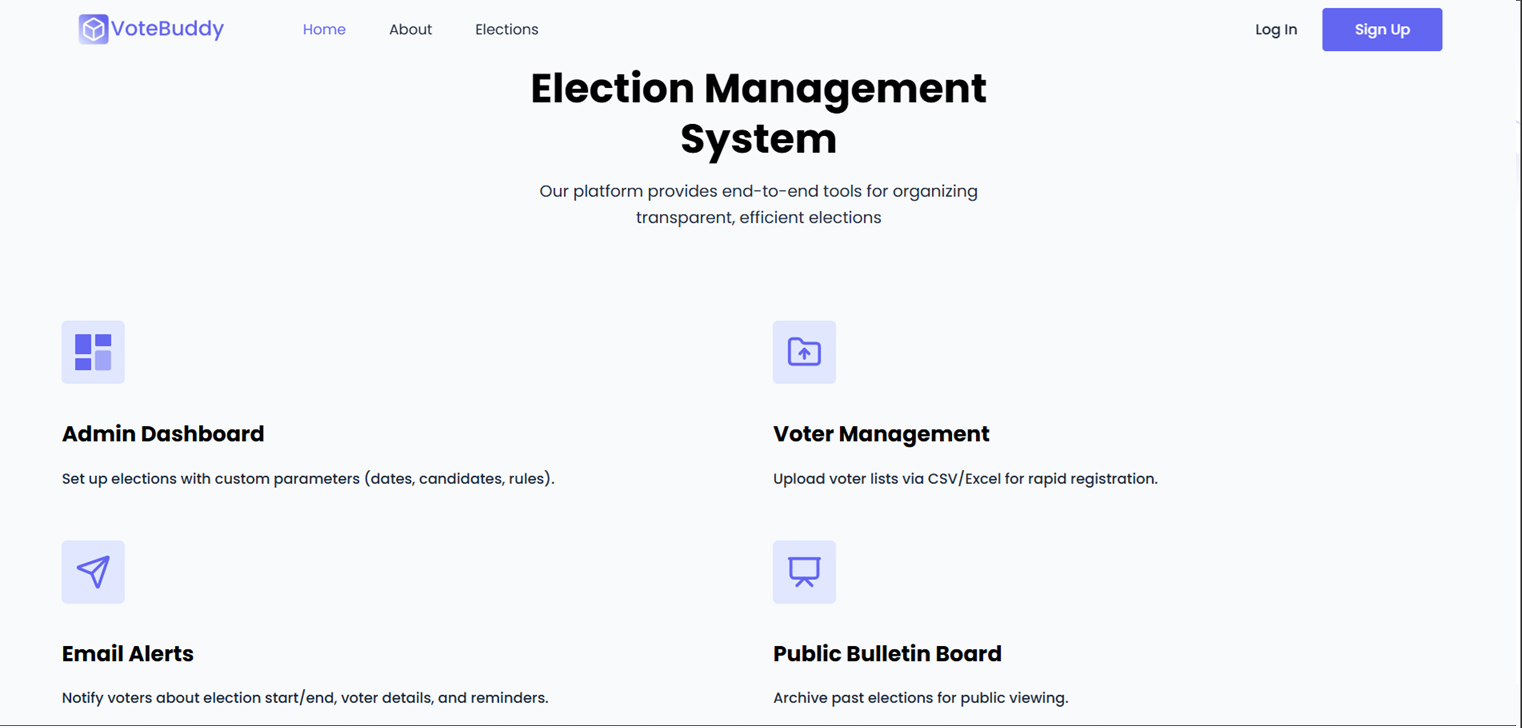 VoteBuddy
Home
About
Elections
Log In
Sign Up
Election Management
System
Our platform provides end-to-end tools for organizing
transparent, efficient elections
Admin Dashboard
Set up elections with custom parameters (dates, candidates, rules).
Voter Management
Upload voter lists via CSV/Excel for rapid registration.
Email Alerts
Notify voters about election start/end, voter details, and reminders.
Public Bulletin Board
Archive past elections for public viewing.